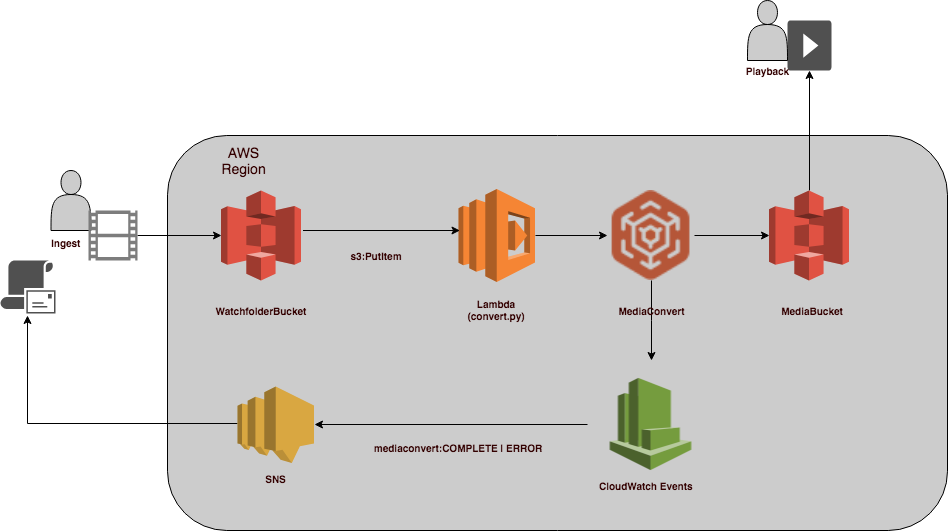 Playback
AWS
Region
Ingest
s3:PutItem
WatchfolderBucket
Lambda
(convert.py)
MediaConvert
MediaBucket
mediaconvert:COMPLETE | ERROR
SNS
CloudWatch Events